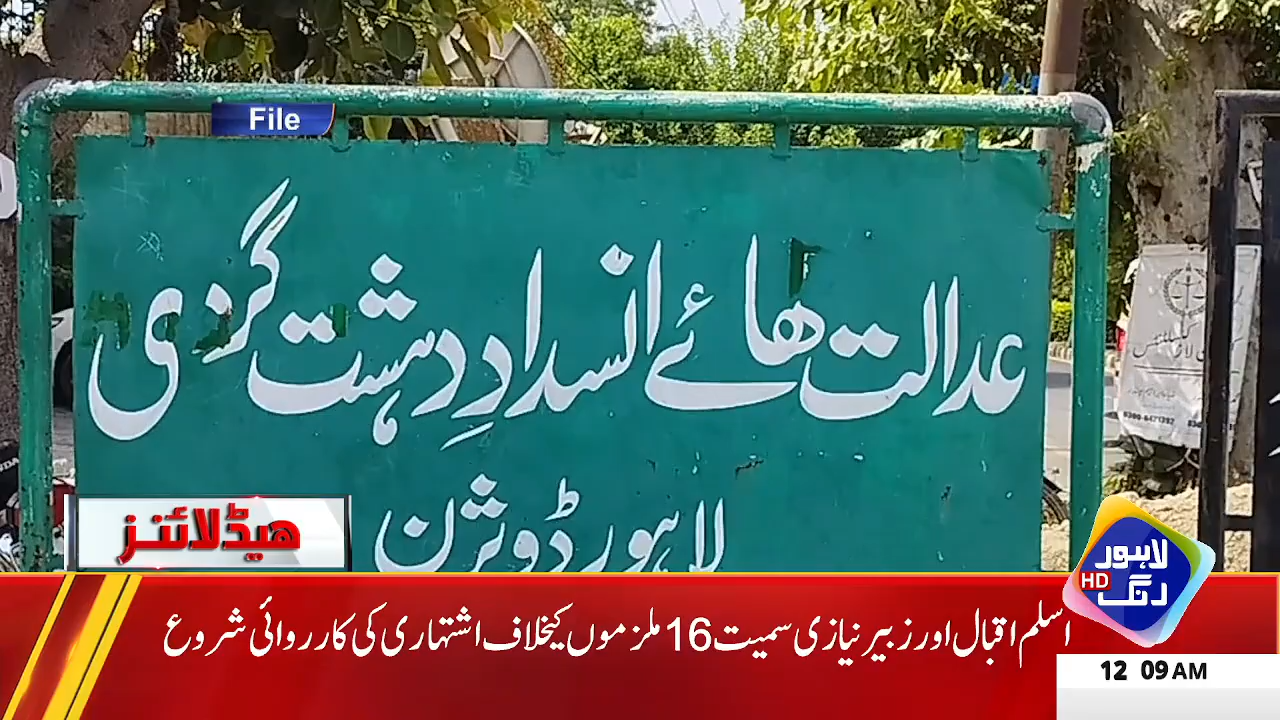 File
عدالت ھائے انسدادِ دہشت گردی
لاہور ڈویژن
ہیڈلائنز
لاہور
رنگ
HD
اسلم اقبال اور زبیر نیازی سمیت 16 ملزموں کیخلاف اشتہاری کی کارروائی شروع
12 09 AM